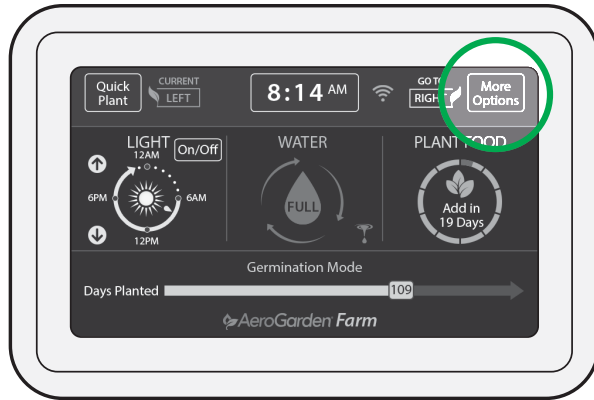 Quick
Plant
CURRENT
LEFT
8:14 AM
GO TO
RIGHT
More
Options
LIGHT
On/Off
12AM
6PM
6AM
12PM
WATER
FULL
PLANT FOOD
Add in
19 Days
Germination Mode
Days Planted
109
AeroGarden Farm